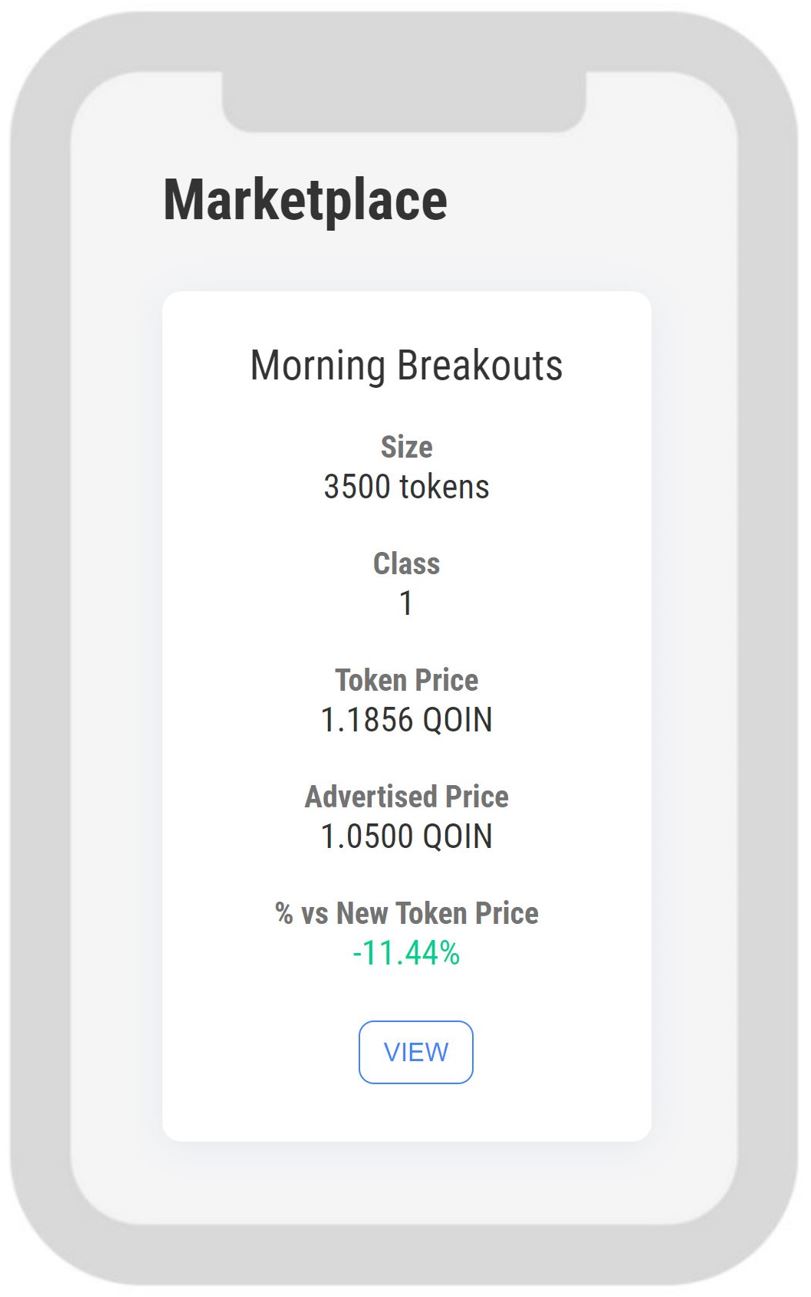 Marketplace
Morning Breakouts
Size
3500 tokens
Class
1
Token Price
1.1856 QOIN
Advertised Price
1.0500 QOIN
% vs New Token Price
-11.44%
VIEW